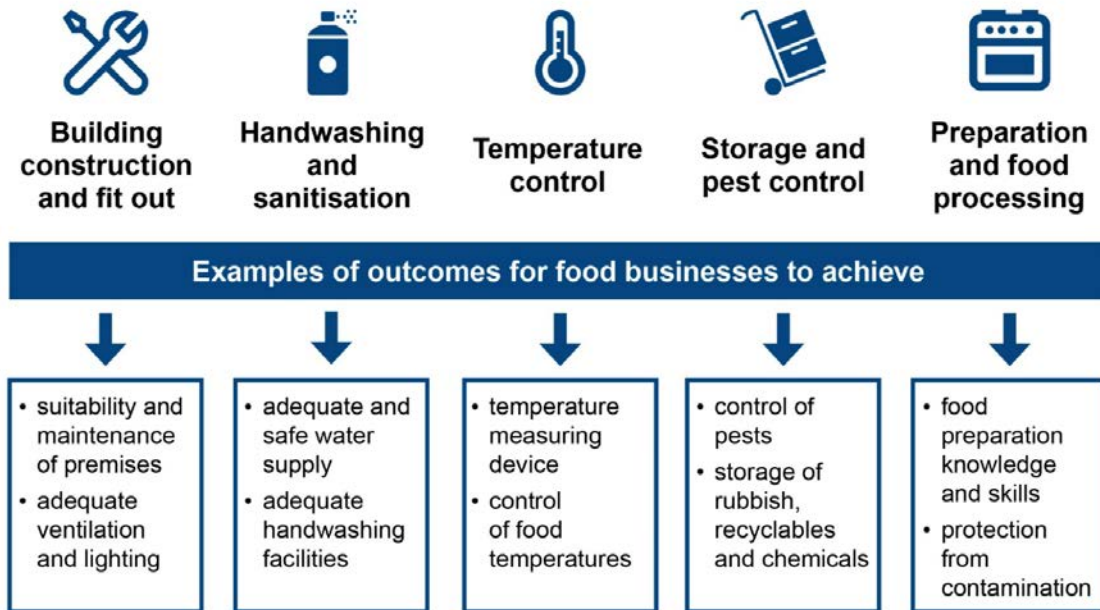 Building
construction
and fit out
Handwashing
and
sanitisation
Temperature
control
Storage and
pest control
Preparation
and food
processing
Examples of outcomes for food businesses to achieve
• suitability and
maintenance
of premises
• adequate
ventilation
and lighting
• adequate and
safe water
supply
• adequate
handwashing
facilities
• temperature
measuring
device
• control
of food
temperatures
• control of
pests
• storage of
rubbish,
recyclables
and chemicals
• food
preparation
knowledge
and skills
• protection
from
contamination